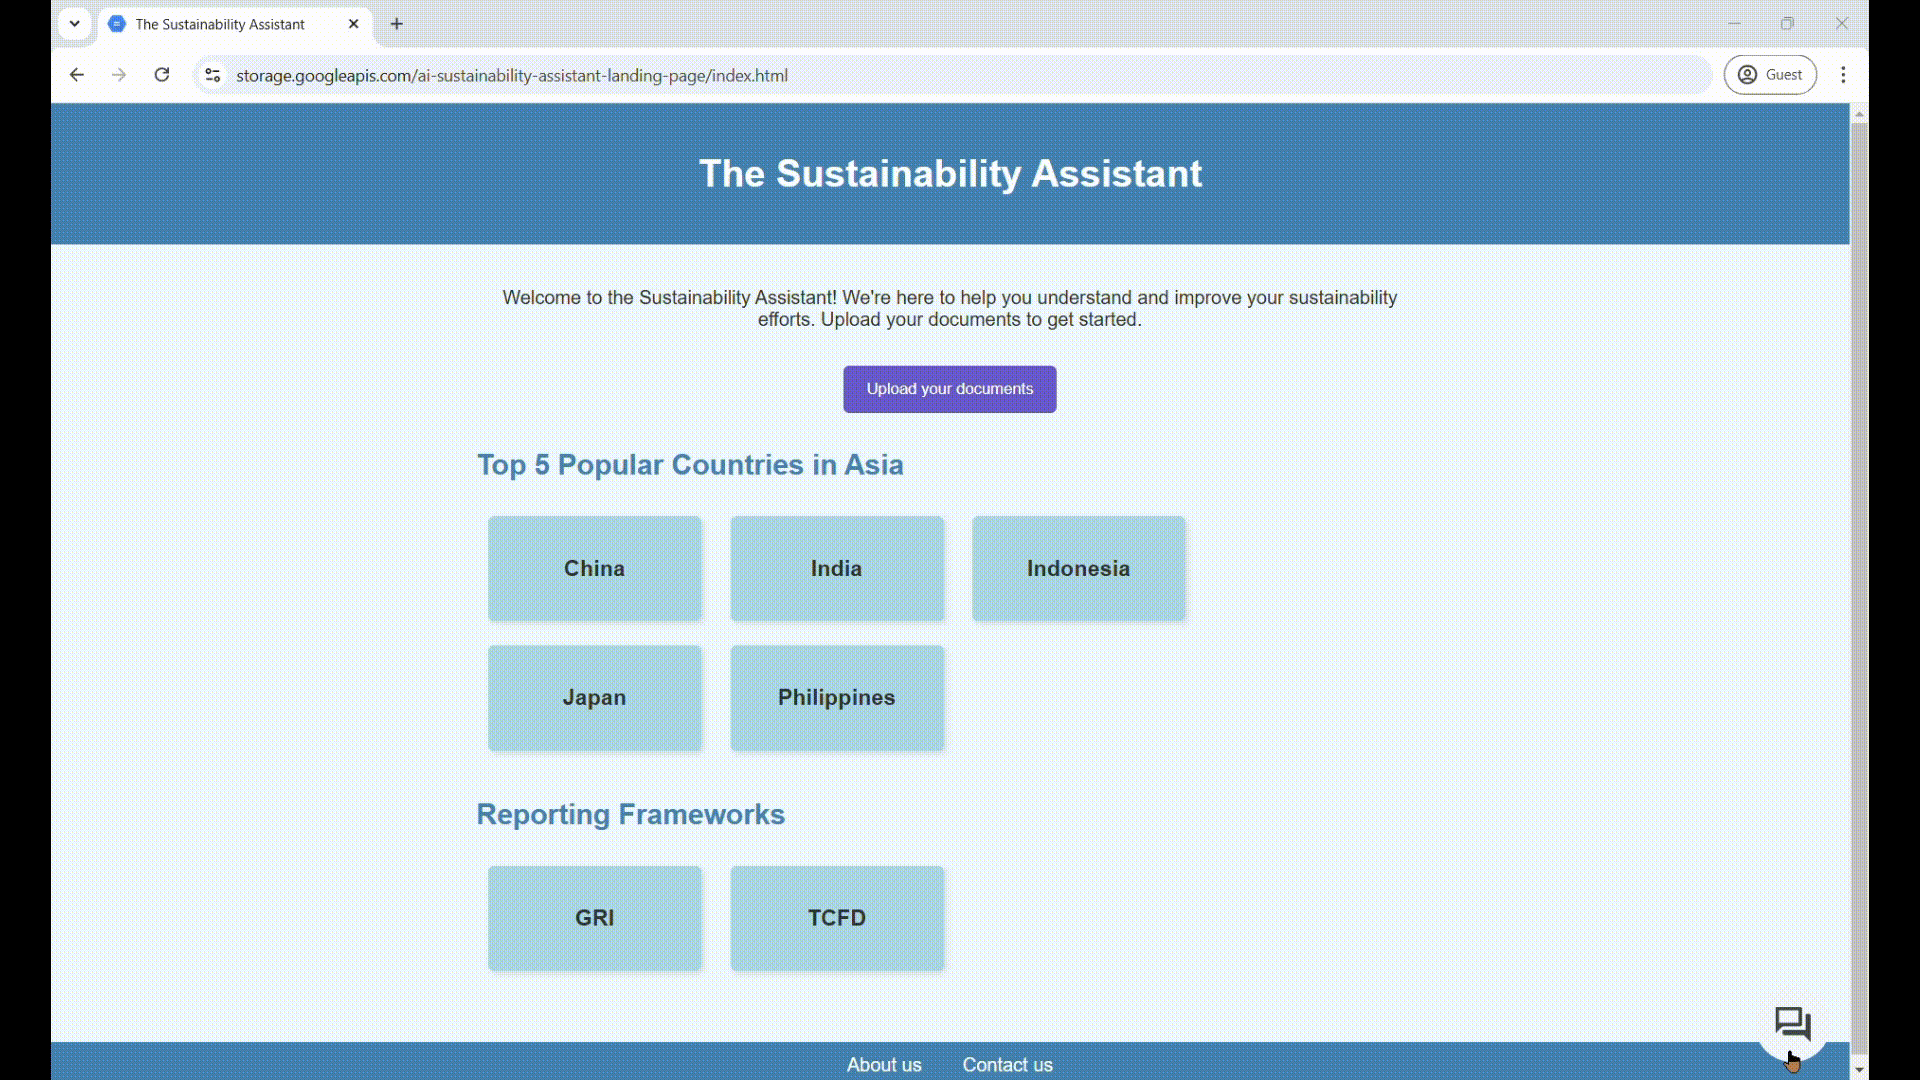 The Sustainability Assistant
storage.googleapis.com/ai-sustainability-assistant-landing-page/index.html
Guest
The Sustainability Assistant
Welcome to the Sustainability Assistant! We're here to help you understand and improve your sustainability
efforts. Upload your documents to get started.
Upload your documents
Top 5 Popular Countries in Asia
China
India
Indonesia
Japan
Philippines
Reporting Frameworks
GRI
TCFD
About us
Contact us